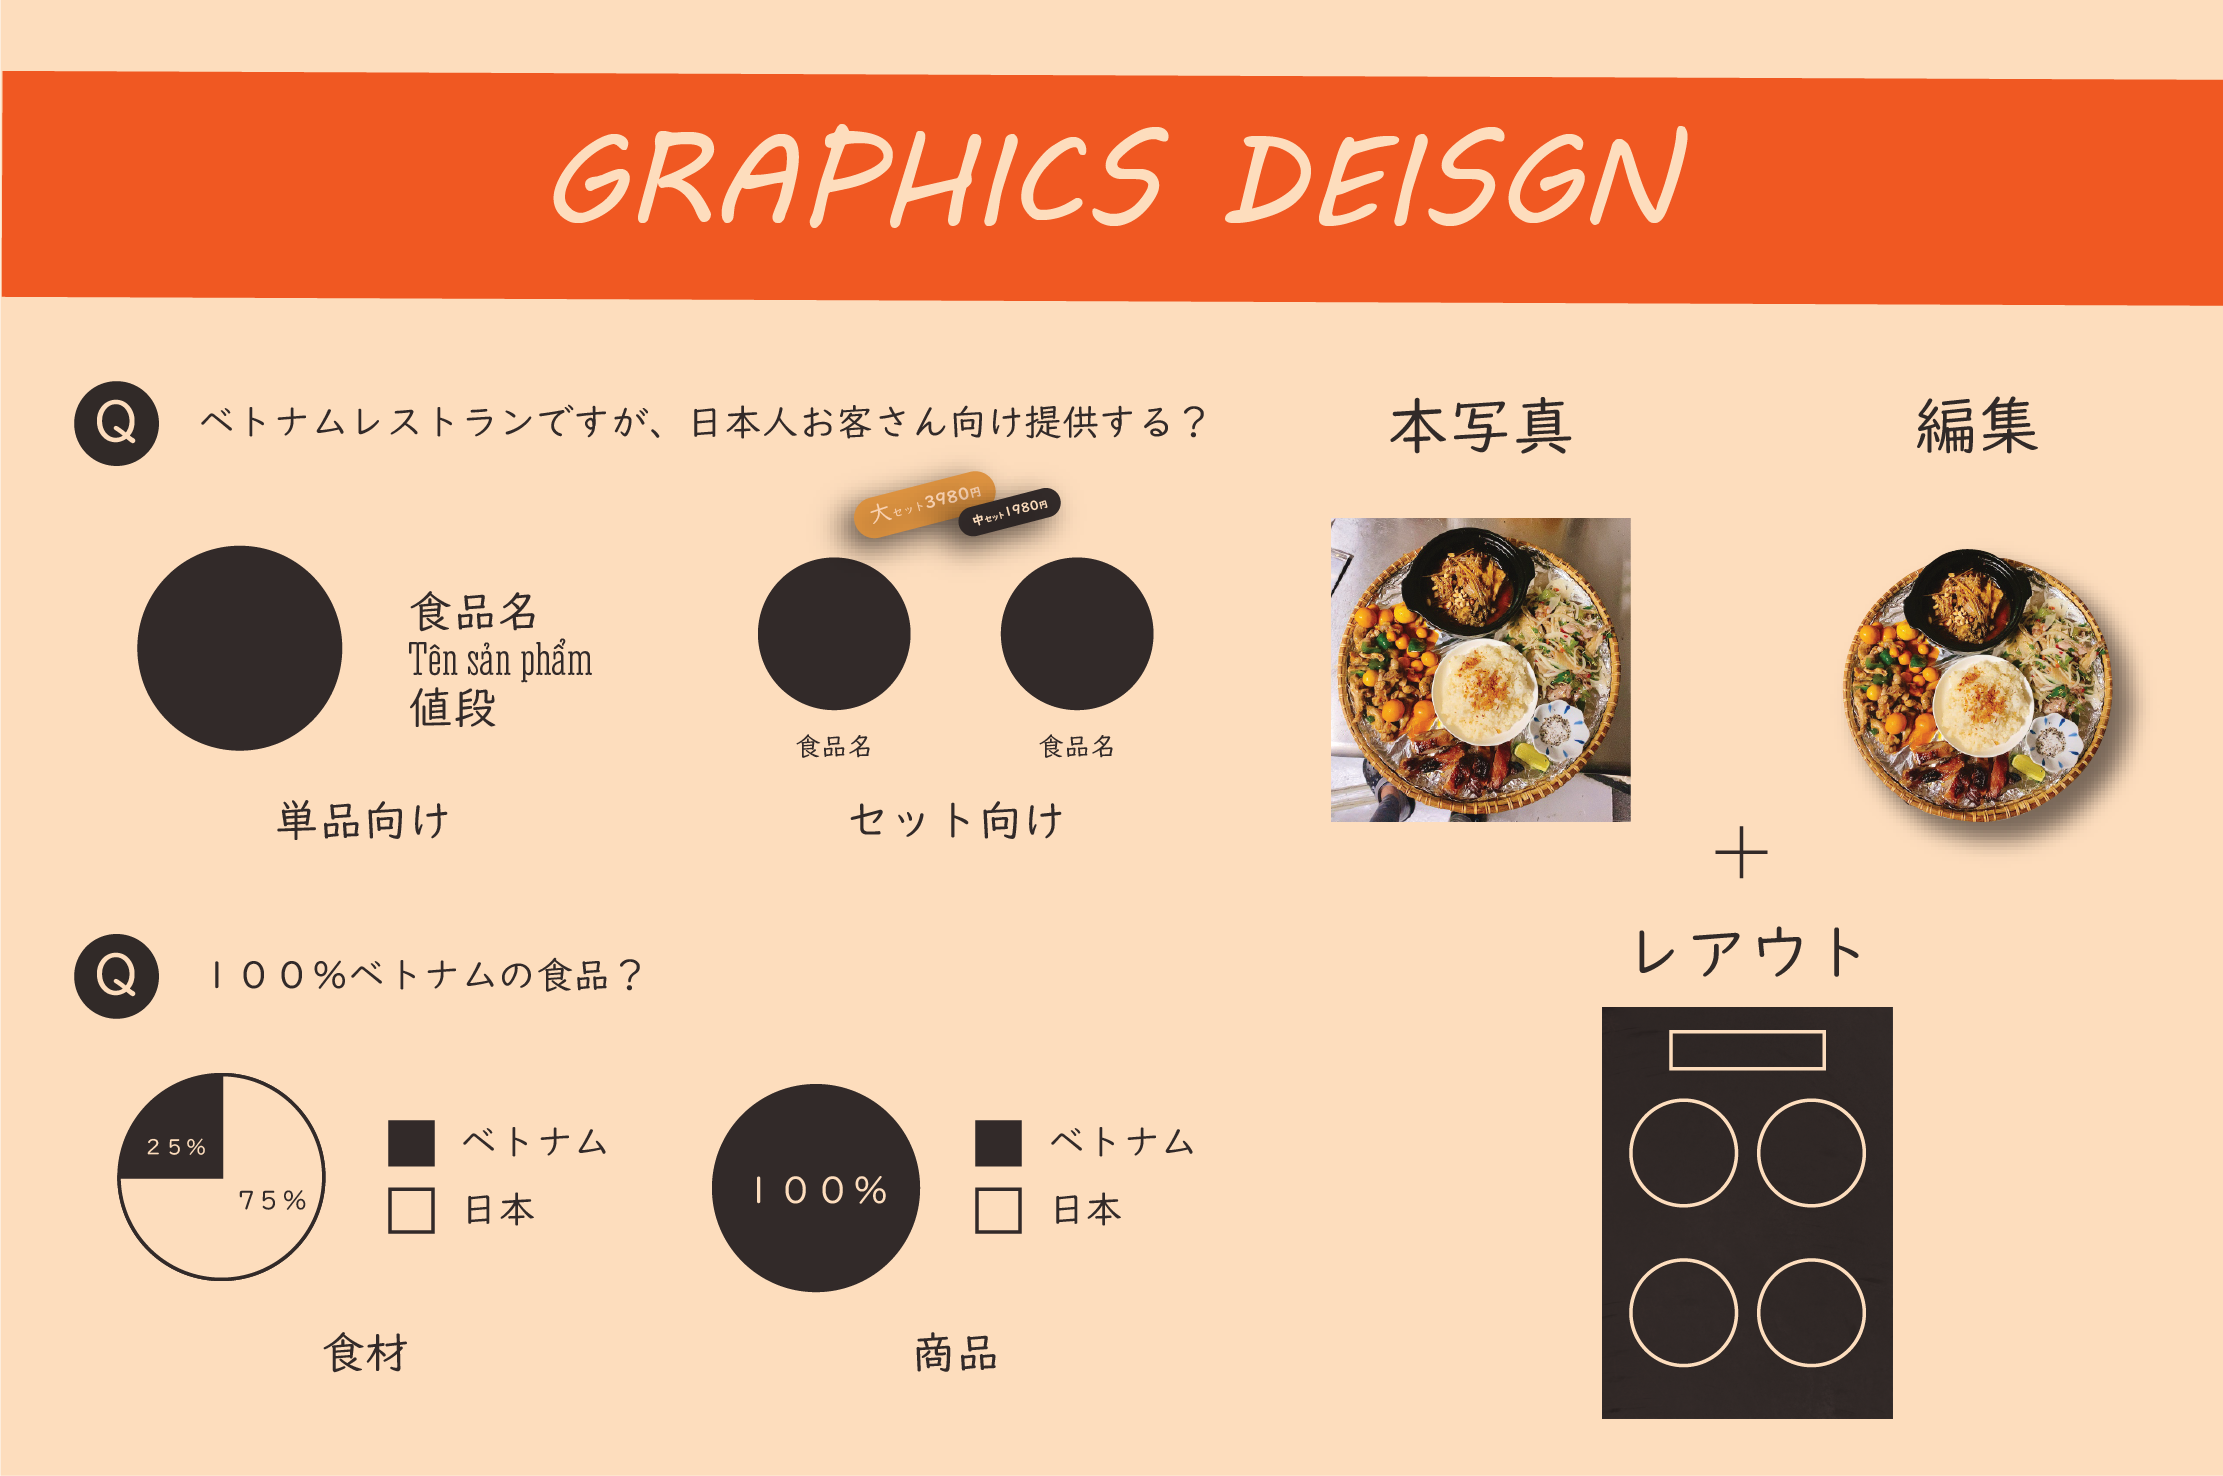 GRAPHICS DEISGN
Q ベトナムレストランですが、日本人お客さん向け提供する？
大セット3980円
中セット1980円
食品名
Tên sản phẩm
値段
単品向け
食品名
食品名
セット向け
Q １００％ベトナムの食品？
２５％
７５％
ベトナム
日本
食材
１００％
ベトナム
日本
商品
本写真
編集
＋
レアウト